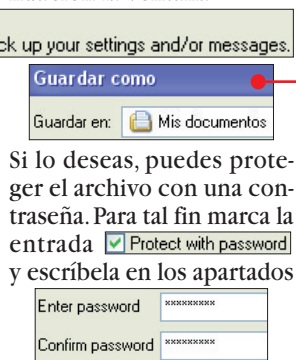 ck up your settings and/or messages.
Guardar como
Guardar en: Mis documentos
Si lo deseas, puedes prote-
ger el archivo con una con-
traseña. Para tal fin marca la
entrada Protect with password
y escríbela en los apartados
Enter password xxxxxxxxx
Confirm password xxxxxxxxx